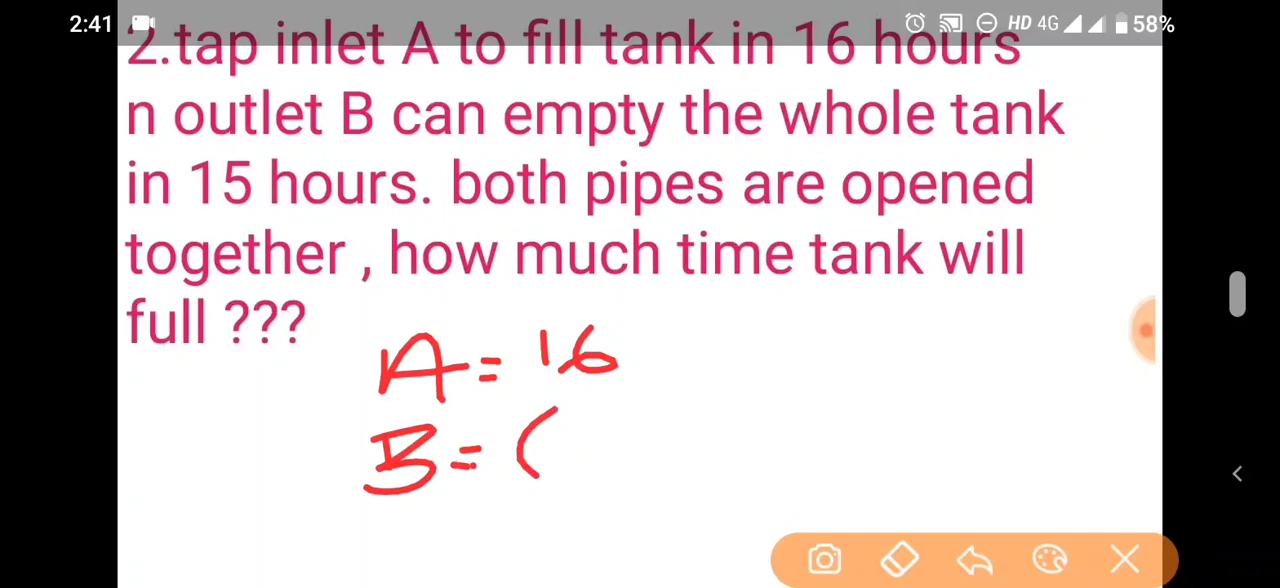 2:41 HD 4G 58%
2.tap inlet A to fill tank in 16 hours
n outlet B can empty the whole tank
in 15 hours. both pipes are opened
together , how much time tank will
full ???
A = 16
B = (